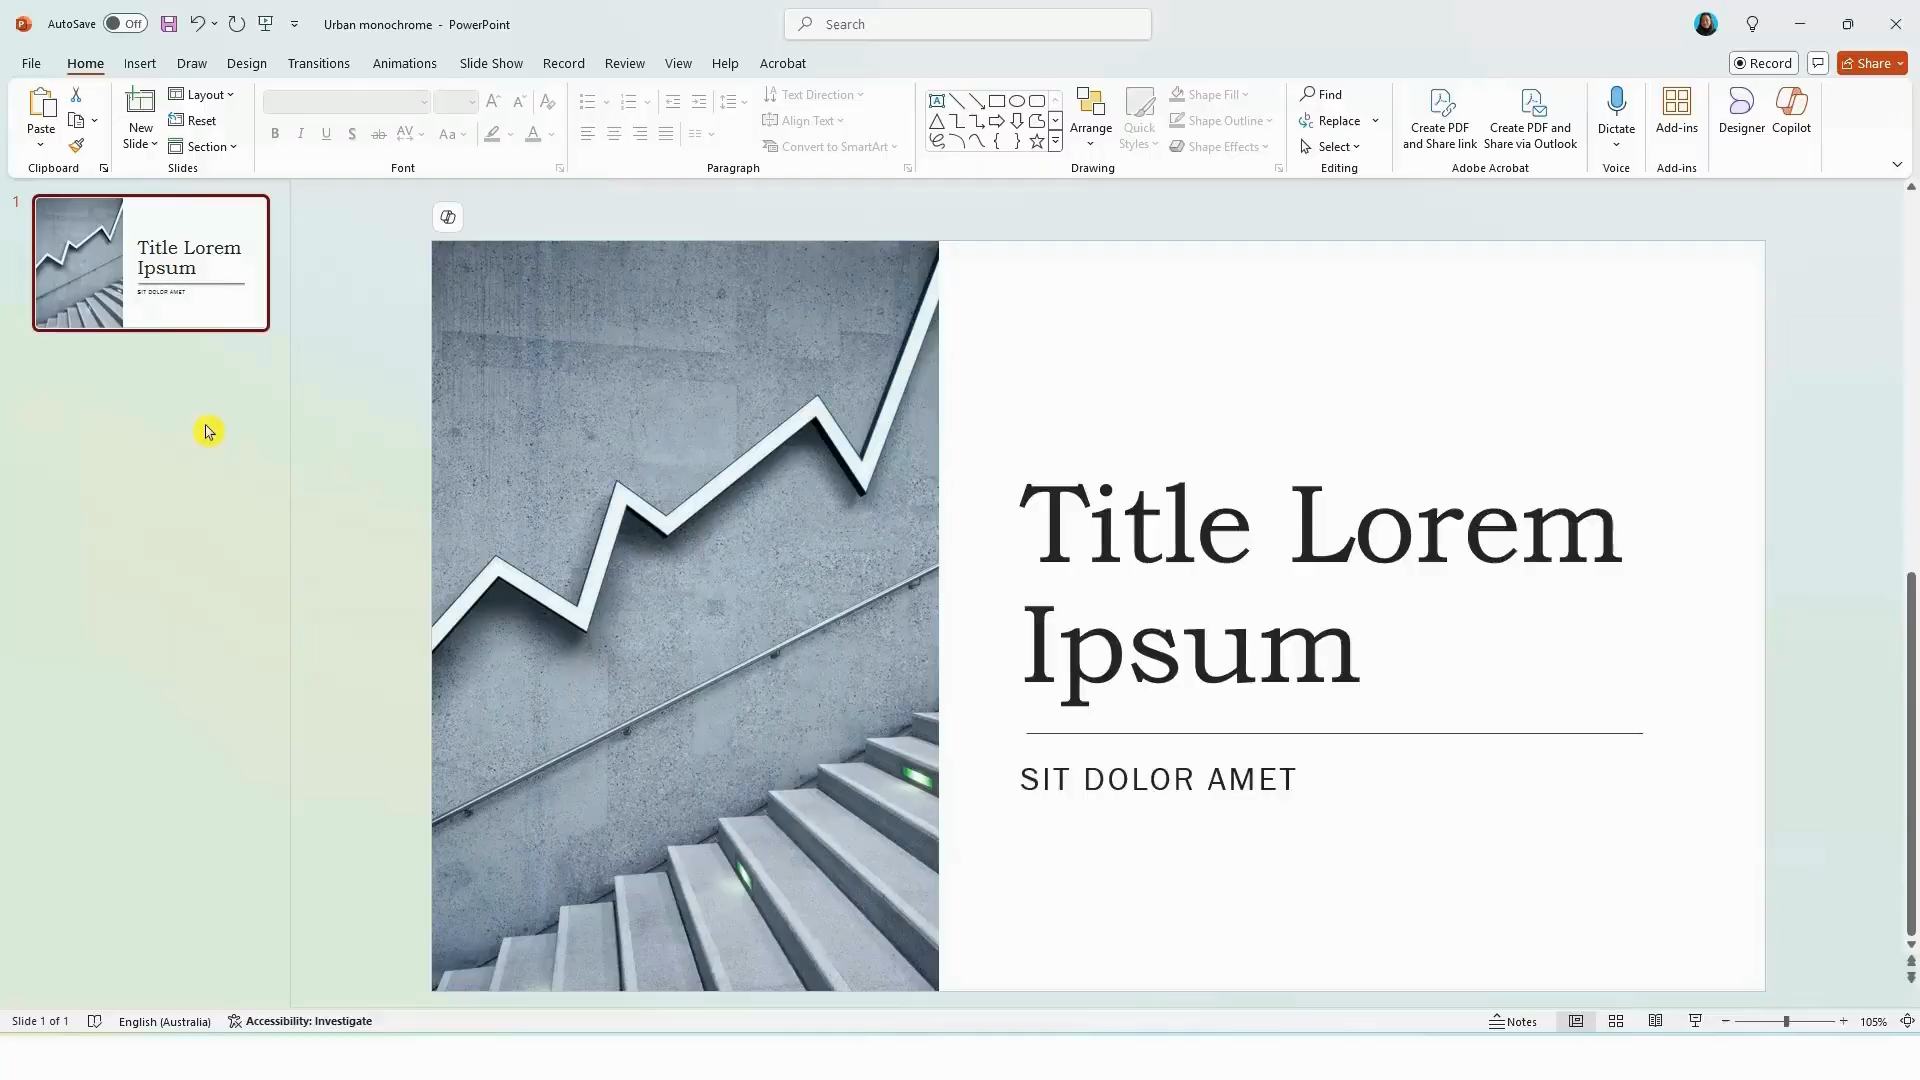 AutoSave Off Urban monochrome - PowerPoint Search
File Home Insert Draw Design Transitions Animations Slide Show Record Review View Help Acrobat Record Share
Paste
New
Slide
Layout
Reset
Section
B I U S ab AV Aa A
Text Direction
Align Text
Convert to SmartArt
Arrange
Quick
Styles
Shape Fill
Shape Outline
Shape Effects
Find
Replace
Select
Create PDF
and Share link
Create PDF and
Share via Outlook
Dictate
Add-ins
Designer
Copilot
Clipboard Slides Font Paragraph Drawing Editing Adobe Acrobat Voice Add-ins
1
Title Lorem
Ipsum
SIT DOLOR AMET
Title Lorem
Ipsum
SIT DOLOR AMET
Slide 1 of 1 English (Australia) Accessibility: Investigate Notes 105%